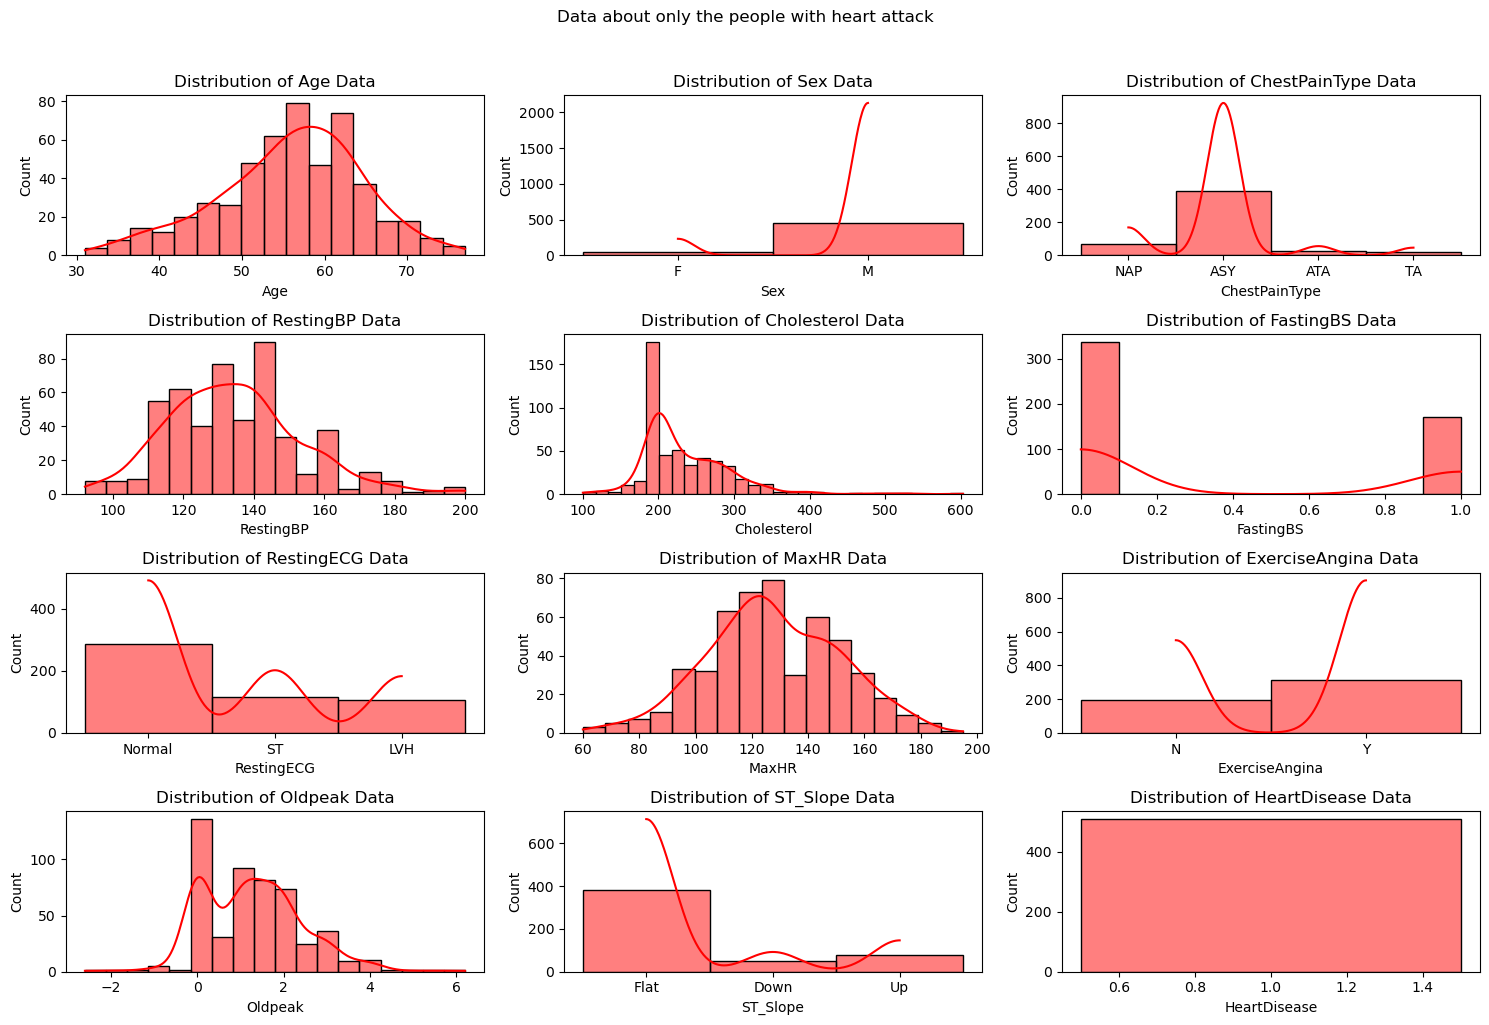 Data about only the people with heart attack
Distribution of Age Data
Count
80
60
40
20
0
30 40 50 60 70
Age
Distribution of Sex Data
Count
2000
1500
1000
500
0
F M
Sex
Distribution of ChestPainType Data
Count
800
600
400
200
0
NAP ASY ATA TA
ChestPainType
Distribution of RestingBP Data
Count
80
60
40
20
0
100 120 140 160 180 200
RestingBP
Distribution of Cholesterol Data
Count
150
100
50
0
100 200 300 400 500 600
Cholesterol
Distribution of FastingBS Data
Count
300
200
100
0
0.0 0.2 0.4 0.6 0.8 1.0
FastingBS
Distribution of RestingECG Data
Count
400
200
0
Normal ST LVH
RestingECG
Distribution of MaxHR Data
Count
80
60
40
20
0
60 80 100 120 140 160 180 200
MaxHR
Distribution of ExerciseAngina Data
Count
800
600
400
200
0
N Y
ExerciseAngina
Distribution of Oldpeak Data
Count
100
50
0
−2 0 2 4 6
Oldpeak
Distribution of ST_Slope Data
Count
600
400
200
0
Flat Down Up
ST_Slope
Distribution of HeartDisease Data
Count
400
200
0
0.6 0.8 1.0 1.2 1.4
HeartDisease